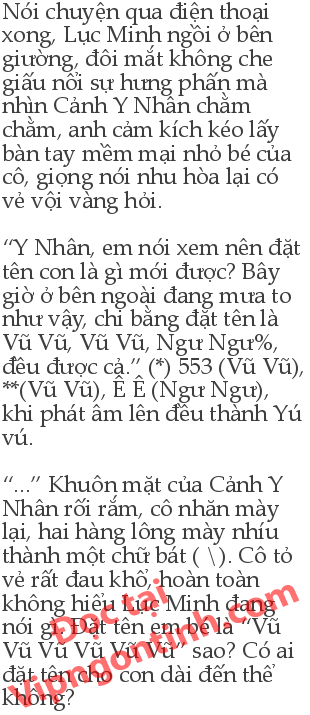 Nói chuyện qua điện thoại
xong, Lục Minh ngồi ở bên
giường, đôi mắt không che
giấu nổi sự hưng phấn mà
nhìn Cảnh Y Nhân chằm
chằm, anh cảm kích kéo lấy
bàn tay mềm mại nhỏ bé của
cô, giọng nói nhu hòa lại có
vẻ vội vàng hỏi.
“Y Nhân, em nói xem nên đặt
tên con là gì mới được? Bây
giờ ở bên ngoài đang mưa to
như vậy, chi bằng đặt tên là
Vũ Vũ, Vũ Vũ, Ngư Ngư%,
đều được cả.” (*) 553 (Vũ Vũ),
**(Vũ Vũ), Ê Ê (Ngư Ngư),
khi phát âm lên đều thành Yú
vú.
“...” Khuôn mặt của Cảnh Y
Nhân rối rắm, cô nhăn mày
lại, hai hàng lông mày nhíu
thành một chữ bát ( \ ). Cô tỏ
vẻ rất đau khổ, hoàn toàn
không hiểu Lục Minh đang
nói gì. Đặt tên em bé là “Vũ
Vũ Vũ Vũ Vũ Vũ” sao? Có ai
đặt tên cho con dài đến thế
không?
Đọc tại
Vipngontinh.com